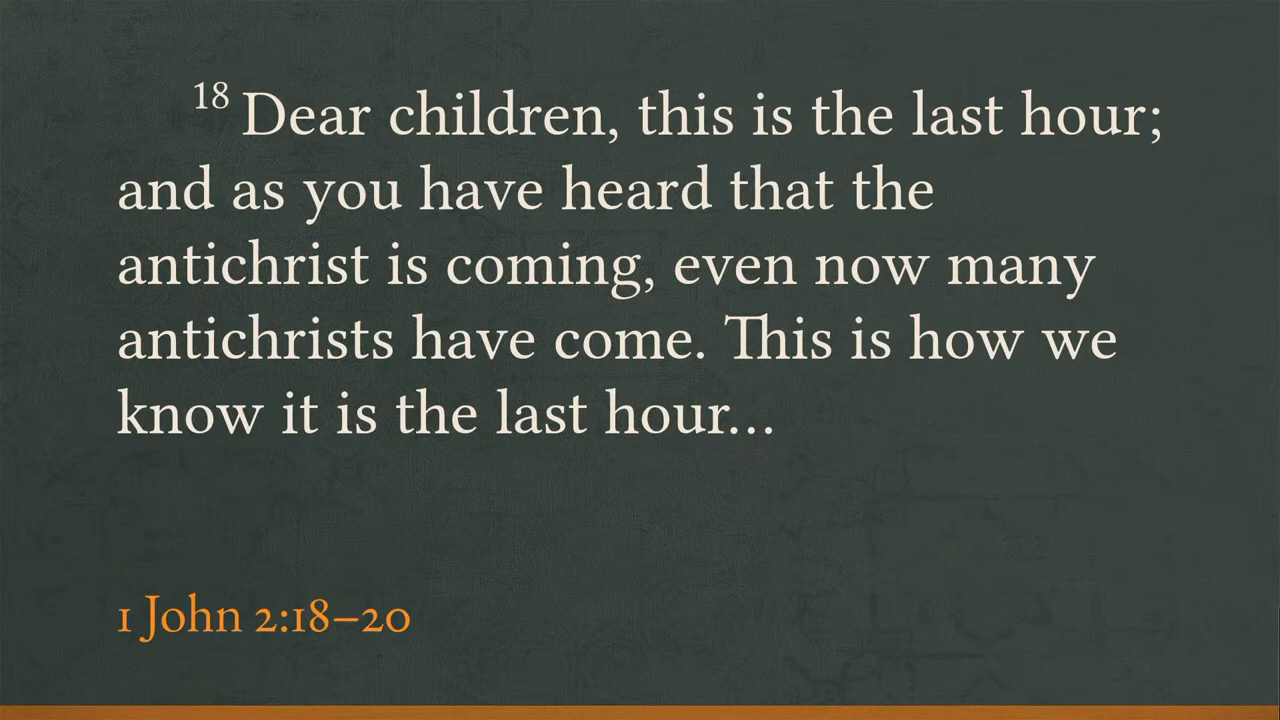 18 Dear children, this is the last hour;
and as you have heard that the
antichrist is coming, even now many
antichrists have come. This is how we
know it is the last hour...
1 John 2:18–20